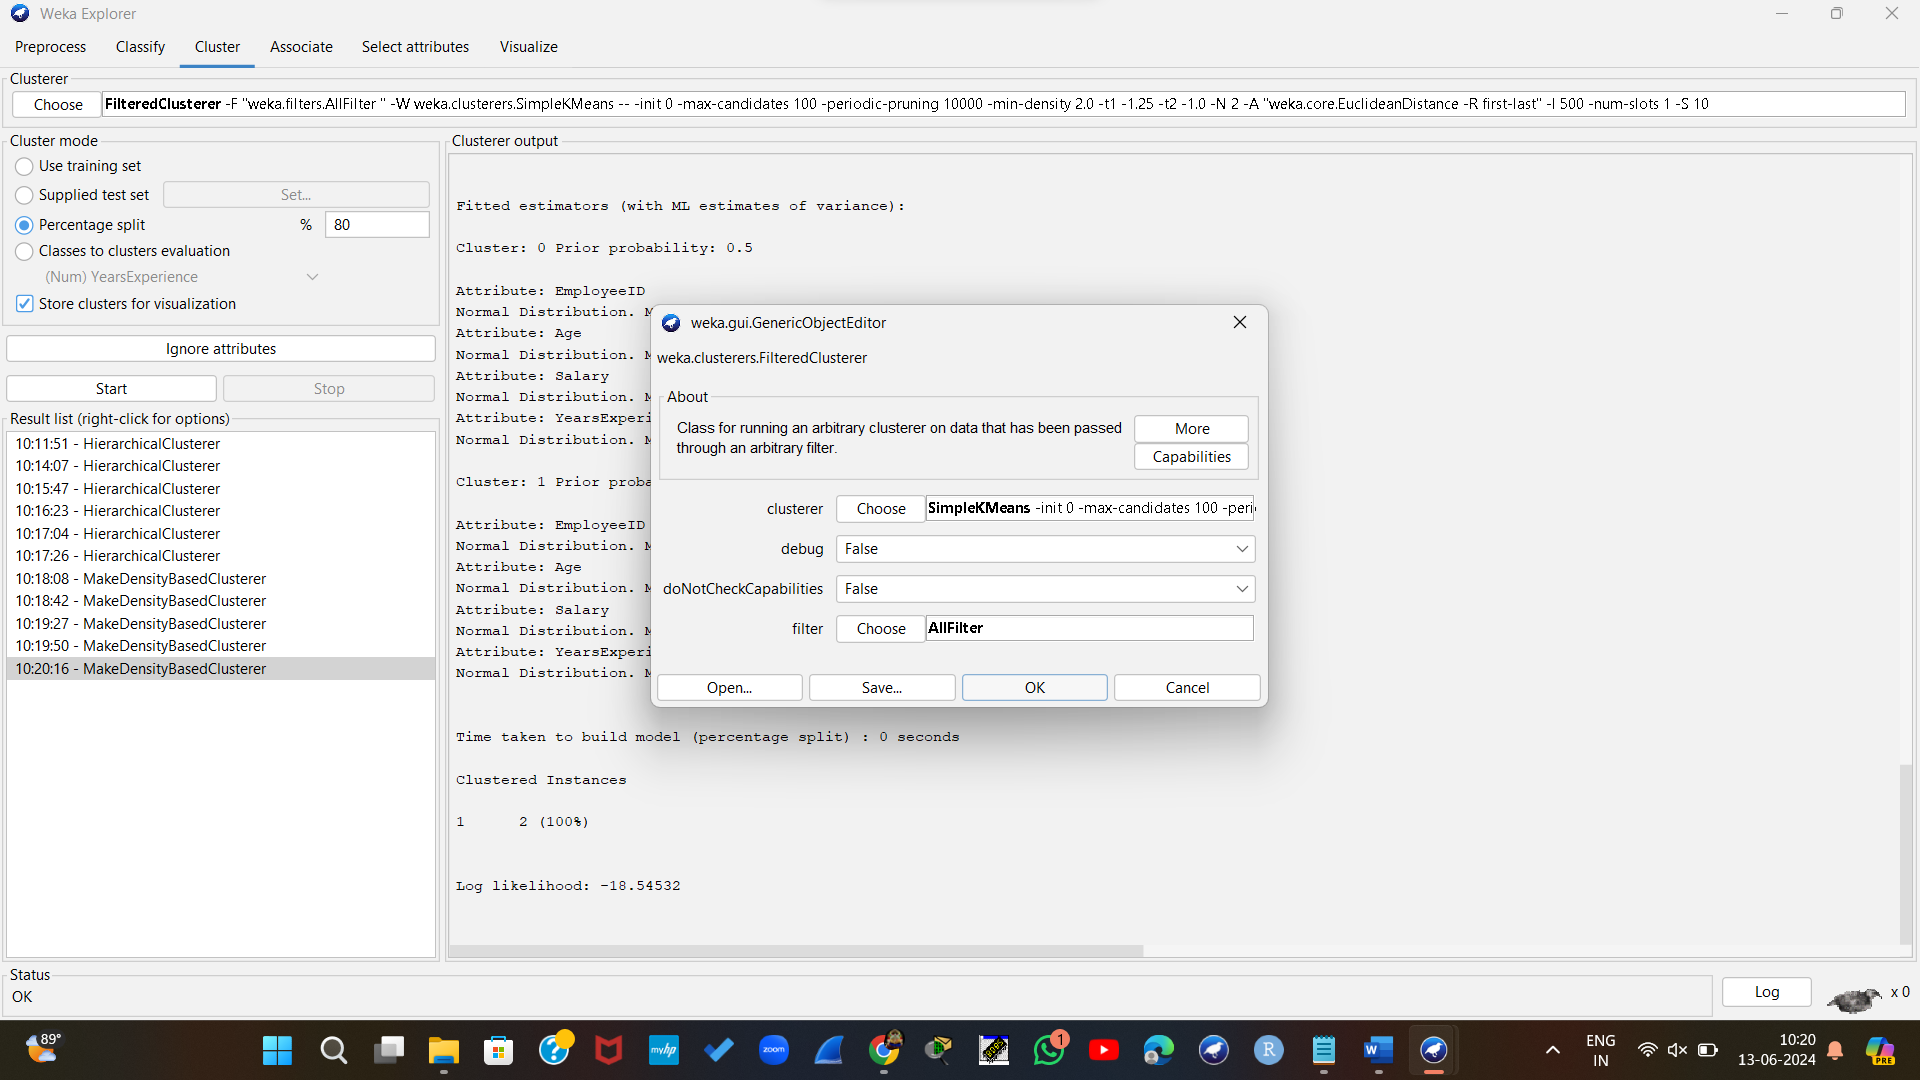 Weka Explorer
Preprocess Classify Cluster Associate Select attributes Visualize
Clusterer
Choose FilteredClusterer -F "weka.filters.AllFilter " -W weka.clusterers.SimpleKMeans -- -init 0 -max-candidates 100 -periodic-pruning 10000 -min-density 2.0 -t1 -1.25 -t2 -1.0 -N 2 -A "weka.core.EuclideanDistance -R first-last" -I 500 -num-slots 1 -S 10
Cluster mode
Use training set
Supplied test set Set...
Percentage split % 80
Classes to clusters evaluation
(Num) YearsExperience
Store clusters for visualization
Ignore attributes
Start Stop
Result list (right-click for options)
10:11:51 - HierarchicalClusterer
10:14:07 - HierarchicalClusterer
10:15:47 - HierarchicalClusterer
10:16:23 - HierarchicalClusterer
10:17:04 - HierarchicalClusterer
10:17:26 - HierarchicalClusterer
10:18:08 - MakeDensityBasedClusterer
10:18:42 - MakeDensityBasedClusterer
10:19:27 - MakeDensityBasedClusterer
10:19:50 - MakeDensityBasedClusterer
10:20:16 - MakeDensityBasedClusterer
Clusterer output
Fitted estimators (with ML estimates of variance):
Cluster: 0 Prior probability: 0.5
Attribute: EmployeeID
Normal Distribution. M
Attribute: Age
Normal Distribution. M
Attribute: Salary
Normal Distribution. M
Attribute: YearsExperi
Normal Distribution. M
Cluster: 1 Prior proba
Attribute: EmployeeID
Normal Distribution. M
Attribute: Age
Normal Distribution. M
Attribute: Salary
Normal Distribution. M
Attribute: YearsExperi
Normal Distribution. M
Time taken to build model (percentage split) : 0 seconds
Clustered Instances
1 2 (100%)
Log likelihood: -18.54532
weka.gui.GenericObjectEditor
weka.clusterers.FilteredClusterer
About
Class for running an arbitrary clusterer on data that has been passed
through an arbitrary filter.
More
Capabilities
clusterer Choose SimpleKMeans -init 0 -max-candidates 100 -peri
debug False
doNotCheckCapabilities False
filter Choose AllFilter
Open... Save... OK Cancel
Status
OK
Log x 0
89°
myhp
zoom
1
R
W
ENG
IN
10:20
13-06-2024
PRE